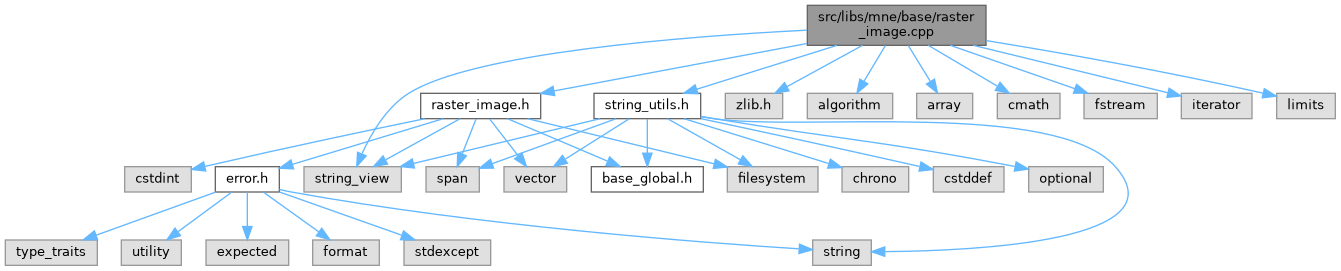 src/libs/mne/base/raster
_image.cpp
raster_image.h
string_utils.h
zlib.h
algorithm
array
cmath
fstream
iterator
limits
cstdint
error.h
string_view
span
vector
base_global.h
filesystem
chrono
cstddef
optional
type_traits
utility
expected
format
stdexcept
string